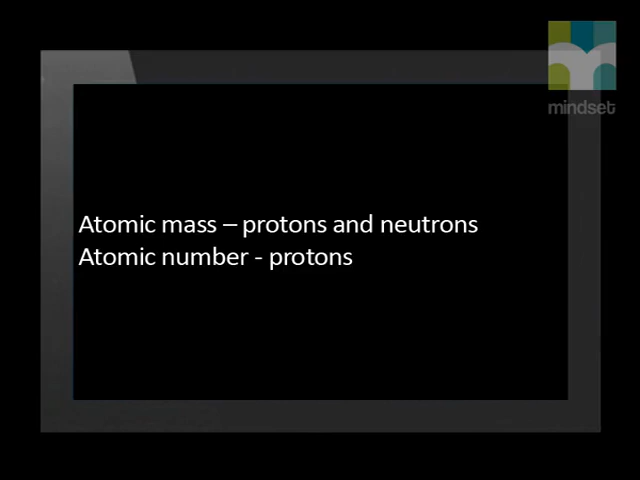 mindset
Atomic mass – protons and neutrons
Atomic number - protons